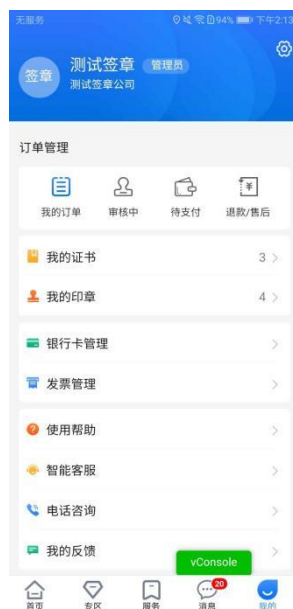 无服务 94% 下午2:13
签章 测试签章 管理员
测试签章公司
订单管理
我的订单 审核中 待支付 退款/售后
我的证书 3
我的印章 4
银行卡管理
发票管理
使用帮助
智能客服
电话咨询
我的反馈
vConsole
20
首页 专区 服务 消息 我的